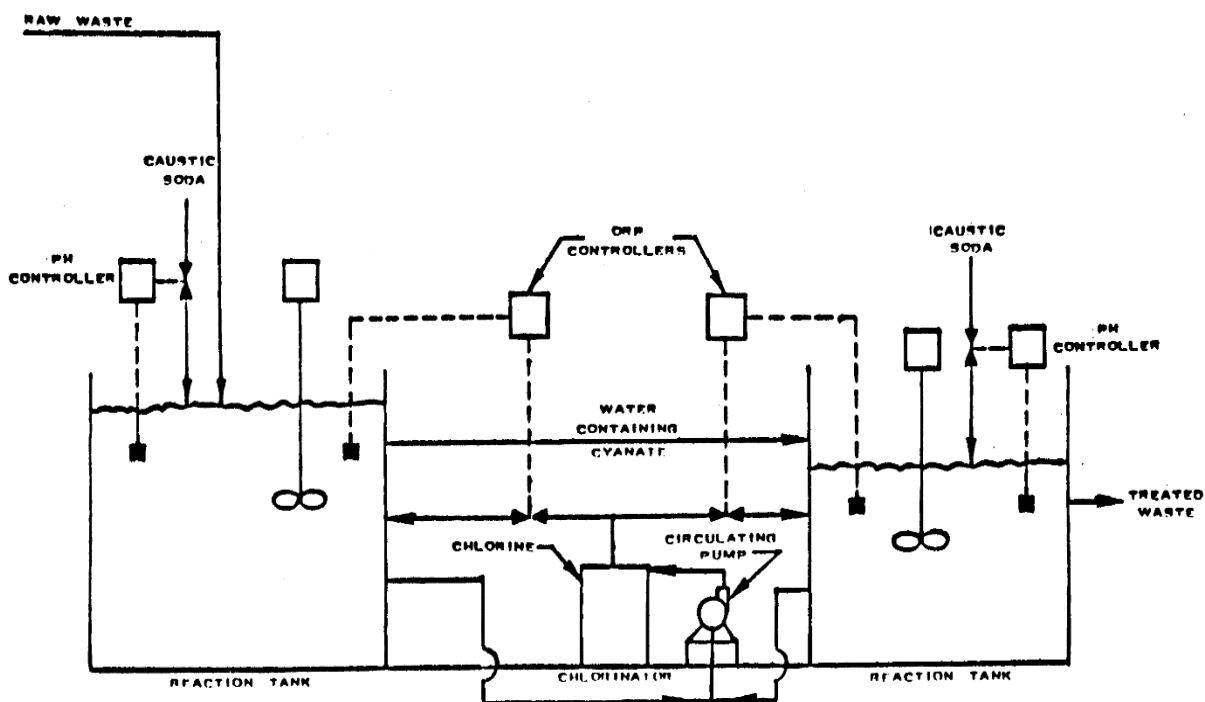 RAW WASTE
CAUSTIC
SODA
PH
CONTROLLER
ORP
CONTROLLERS
CAUSTIC
SODA
PH
CONTROLLER
WATER
CONTAINING
CYANATE
TREATED
WASTE
CHLORINE
CIRCULATING
PUMP
REACTION TANK
CHLORINATOR
REACTION TANK